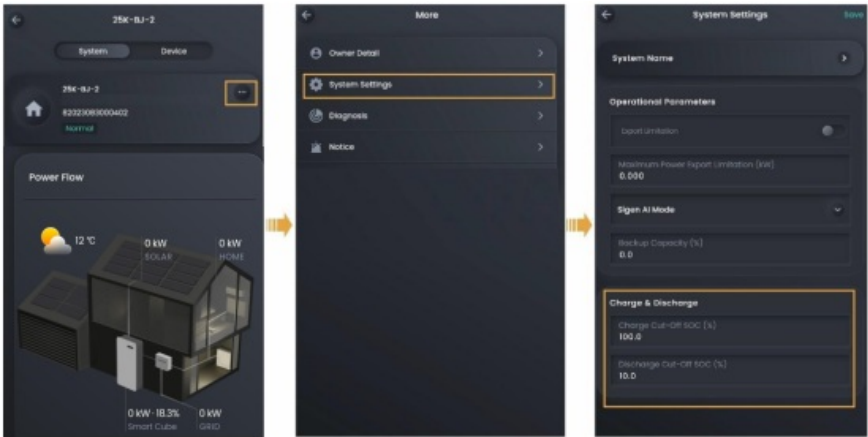 25K-BJ-2
System
Device
25K-BJ-2
82023083000402
Normal
Power Flow
12 °C
0 kW
SOLAR
0 kW
HOME
0 kW · 18.3%
Smart Cube
0 kW
GRID
More
Owner Detail
System Settings
Diagnosis
Notice
System Settings
Save
System Name
Operational Parameters
Export Limitation
Maximum Power Export Limitation (kW)
0.000
Sigen AI Mode
Backup Capacity (%)
0.0
Charge & Discharge
Charge Cut-Off SOC (%)
100.0
Discharge Cut-Off SOC (%)
10.0